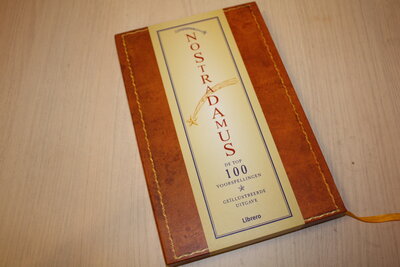 NOSTRADAMUS
DE TOP
100
VOORSPELLINGEN
GEÏLLUSTREERDE
UITGAVE
Librero